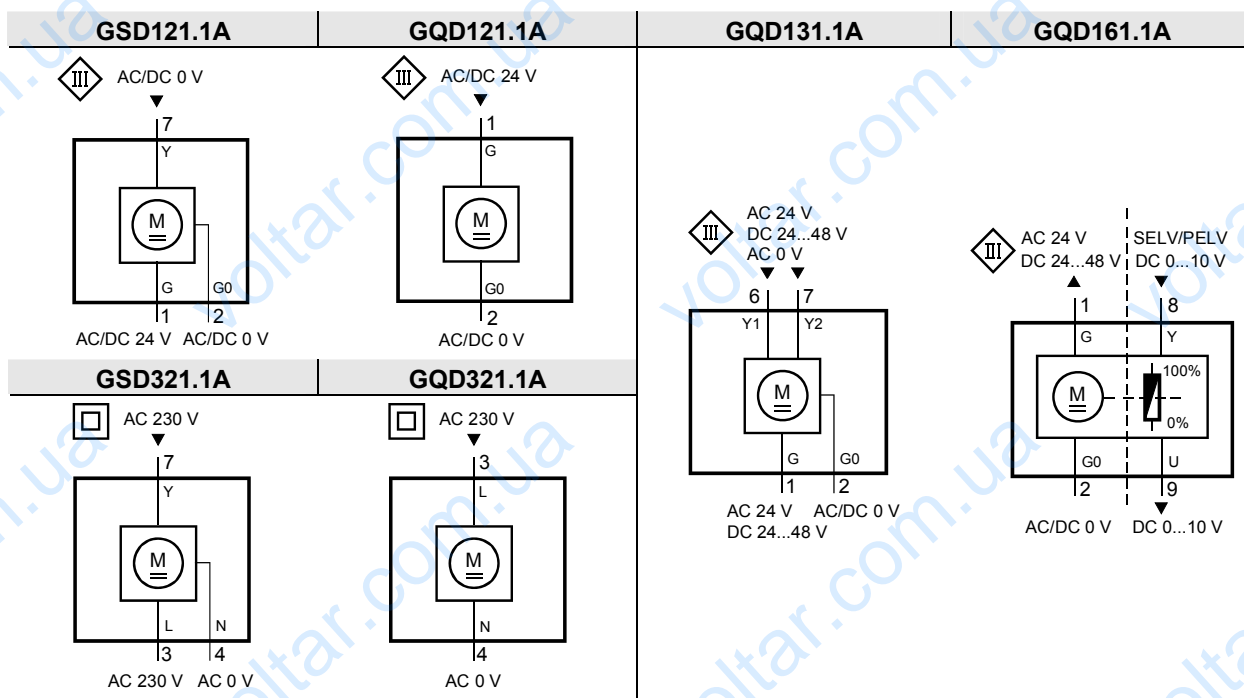 GSD121.1A
GQD121.1A
GQD131.1A
GQD161.1A
III
AC/DC 0 V
7
Y
M
G
G0
1
2
AC/DC 24 V AC/DC 0 V
III
AC/DC 24 V
1
G
M
G0
2
AC/DC 0 V
III
AC 24 V
DC 24...48 V
AC 0 V
6
7
Y1
Y2
M
G
G0
1
2
AC 24 V AC/DC 0 V
DC 24...48 V
III
AC 24 V
DC 24...48 V
SELV/PELV
DC 0...10 V
1
8
G
Y
M
100%
0%
G0
U
2
9
AC/DC 0 V
DC 0...10 V
GSD321.1A
GQD321.1A
AC 230 V
7
Y
M
L
N
3
4
AC 230 V AC 0 V
AC 230 V
3
L
M
N
4
AC 0 V
voltar.com.ua